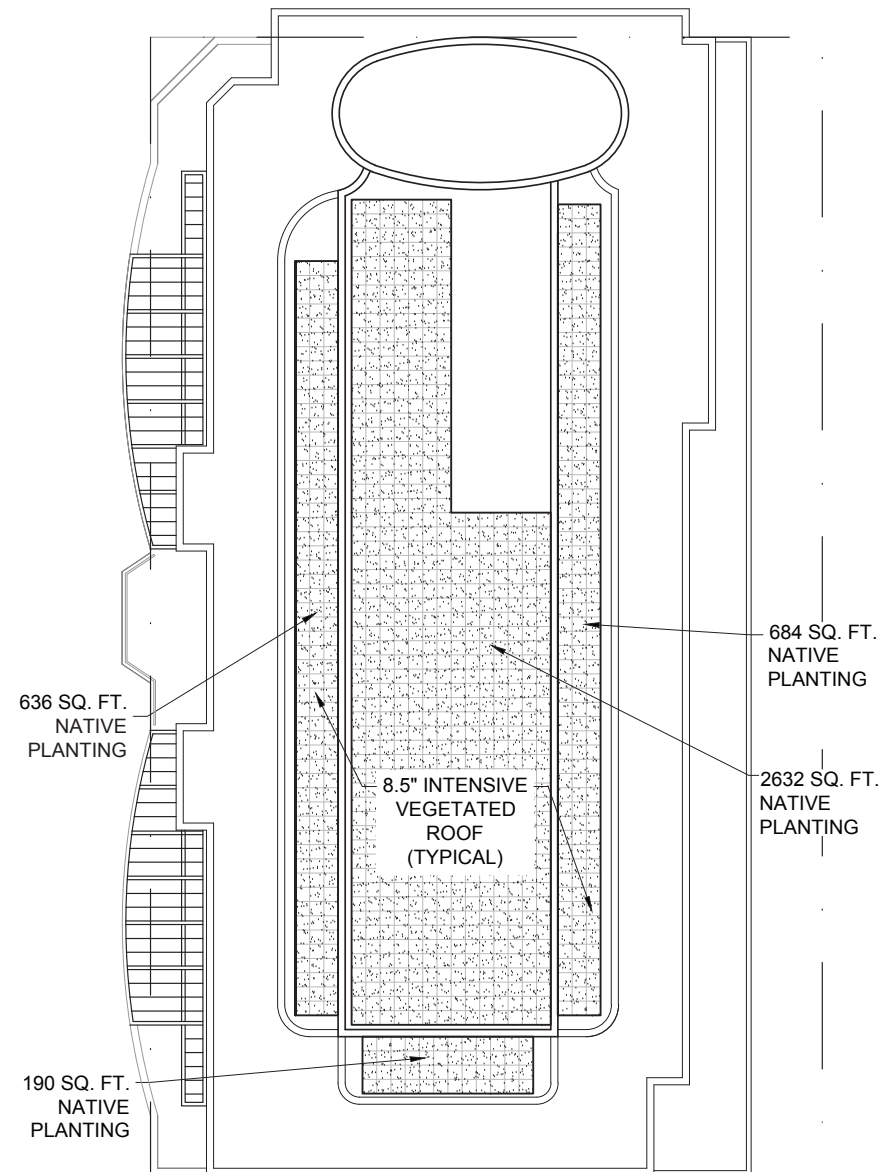 684 SQ. FT.
NATIVE
PLANTING
636 SQ. FT.
NATIVE
PLANTING
8.5" INTENSIVE
VEGETATED
ROOF
(TYPICAL)
2632 SQ. FT.
NATIVE
PLANTING
190 SQ. FT.
NATIVE
PLANTING